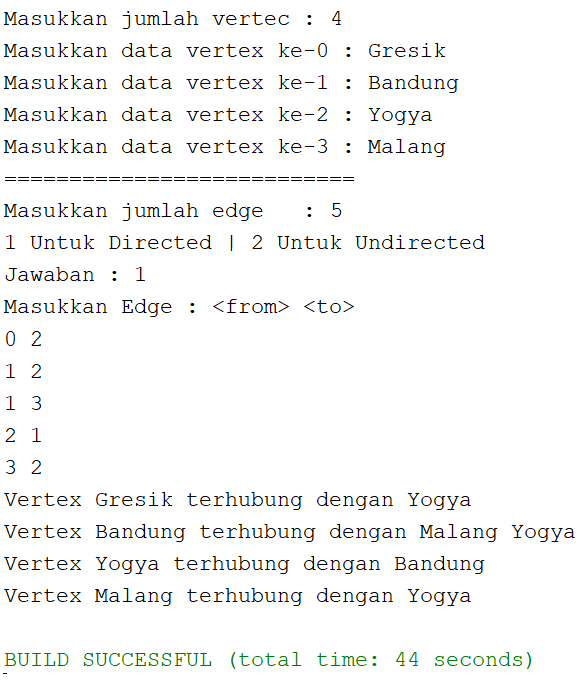 Masukkan jumlah vertec : 4
Masukkan data vertex ke-0 : Gresik
Masukkan data vertex ke-1 : Bandung
Masukkan data vertex ke-2 : Yogya
Masukkan data vertex ke-3 : Malang
===========================
Masukkan jumlah edge   : 5
1 Untuk Directed | 2 Untuk Undirected
Jawaban : 1
Masukkan Edge : <from> <to>
0 2
1 2
1 3
2 1
3 2
Vertex Gresik terhubung dengan Yogya
Vertex Bandung terhubung dengan Malang Yogya
Vertex Yogya terhubung dengan Bandung
Vertex Malang terhubung dengan Yogya
BUILD SUCCESSFUL (total time: 44 seconds)